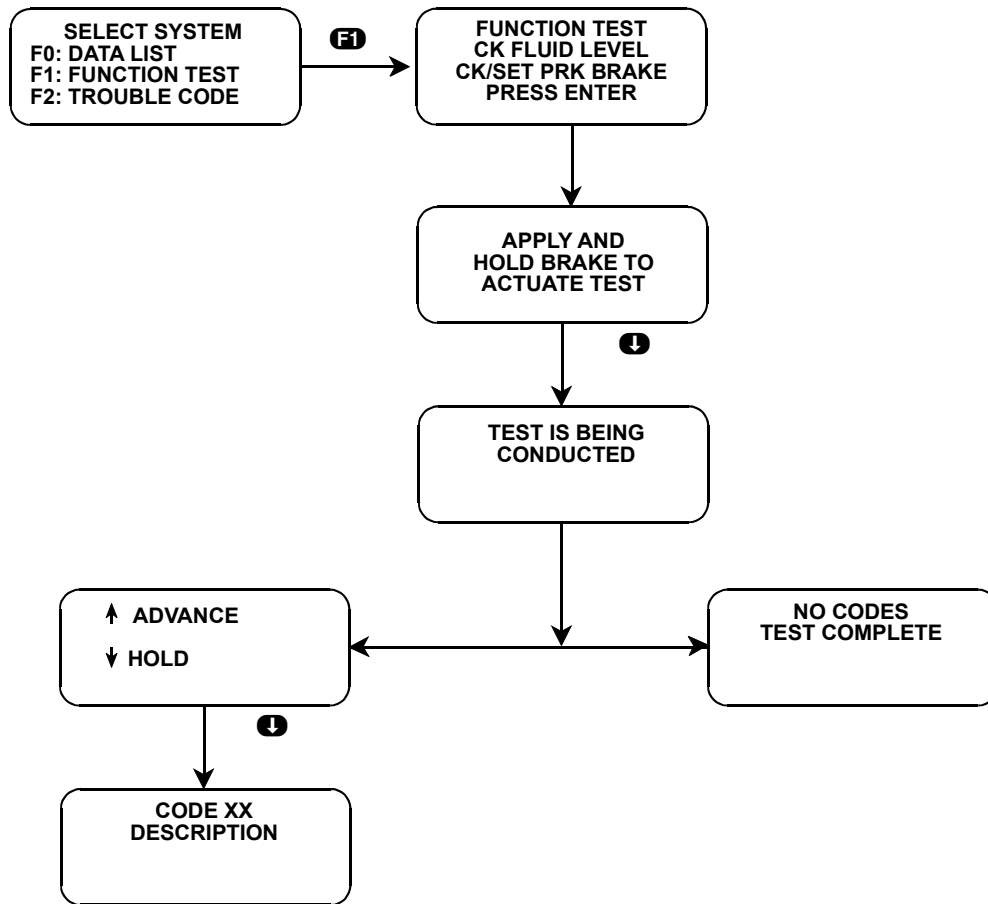 SELECT SYSTEM
F0: DATA LIST
F1: FUNCTION TEST
F2: TROUBLE CODE
F1
FUNCTION TEST
CK FLUID LEVEL
CK/SET PRK BRAKE
PRESS ENTER
APPLY AND
HOLD BRAKE TO
ACTUATE TEST
TEST IS BEING
CONDUCTED
ADVANCE
HOLD
NO CODES
TEST COMPLETE
CODE XX
DESCRIPTION